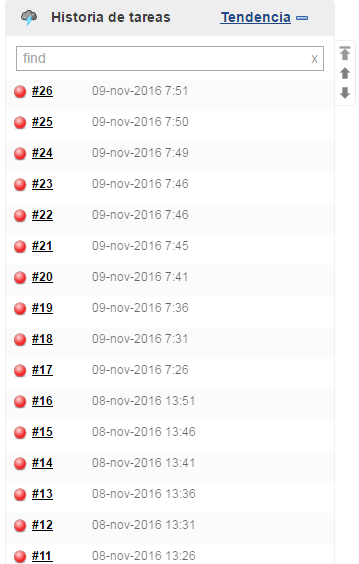 Historia de tareas Tendencia
find x
#26 09-nov-2016 7:51
#25 09-nov-2016 7:50
#24 09-nov-2016 7:49
#23 09-nov-2016 7:46
#22 09-nov-2016 7:46
#21 09-nov-2016 7:45
#20 09-nov-2016 7:41
#19 09-nov-2016 7:36
#18 09-nov-2016 7:31
#17 09-nov-2016 7:26
#16 08-nov-2016 13:51
#15 08-nov-2016 13:46
#14 08-nov-2016 13:41
#13 08-nov-2016 13:36
#12 08-nov-2016 13:31
#11 08-nov-2016 13:26